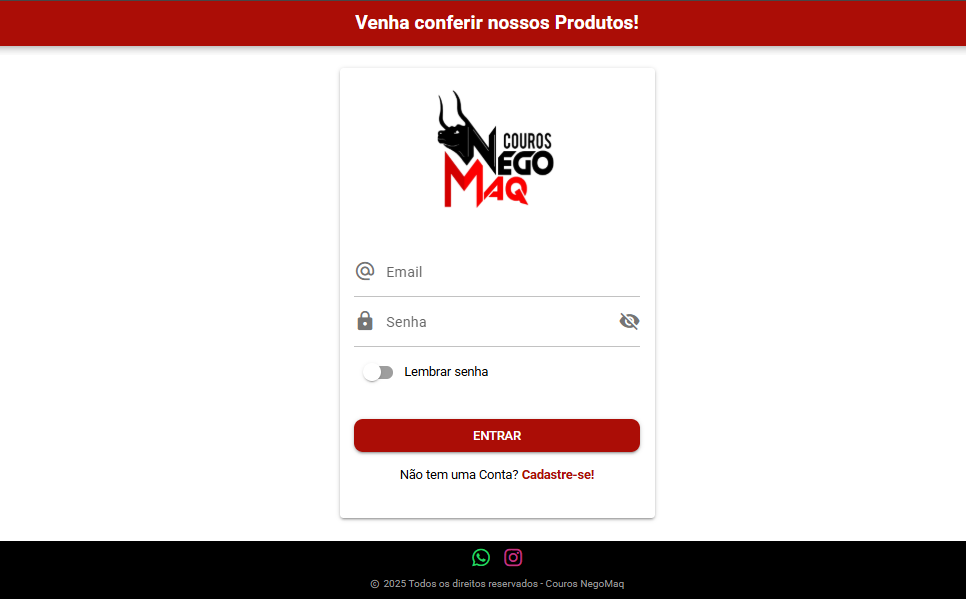 Venha conferir nossos Produtos!
COUROS
NEGO
MAQ
Email
Senha
Lembrar senha
ENTRAR
Não tem uma Conta? Cadastre-se!
© 2025 Todos os direitos reservados - Couros NegoMaq